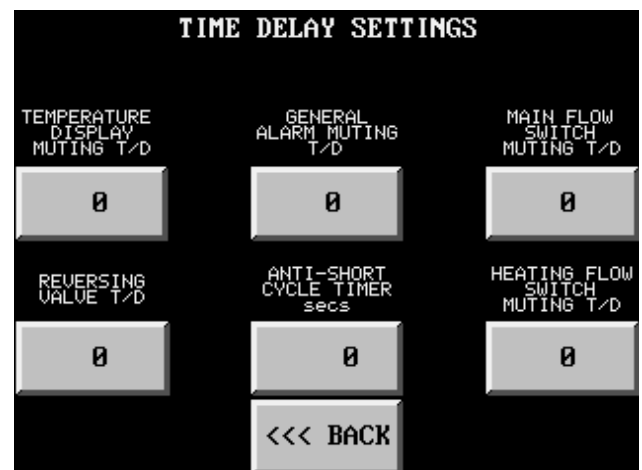 TIME DELAY SETTINGS
TEMPERATURE
DISPLAY
MUTING T/D
0
GENERAL
ALARM MUTING
T/D
0
MAIN FLOW
SWITCH
MUTING T/D
0
REVERSING
VALVE T/D
0
ANTI-SHORT
CYCLE TIMER
secs
0
HEATING FLOW
SWITCH
MUTING T/D
0
<<< BACK